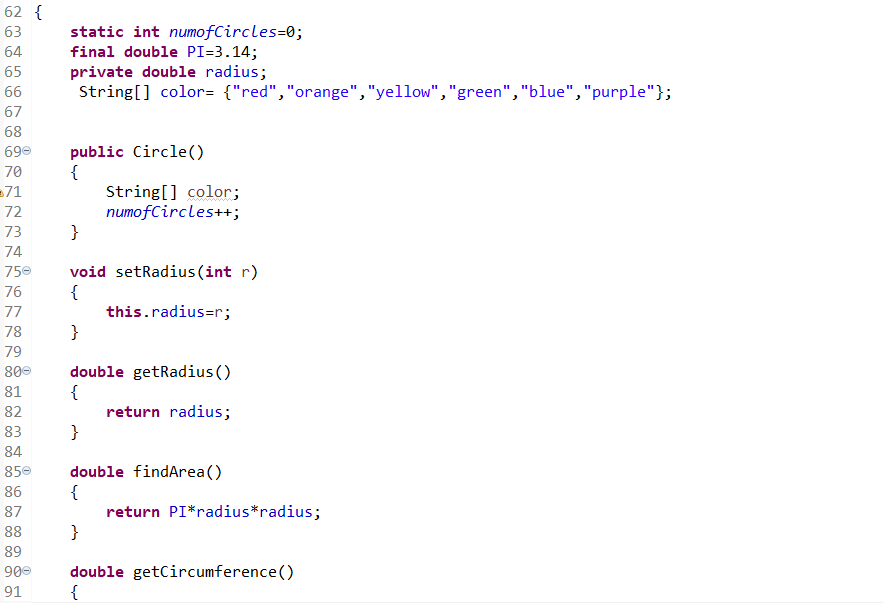 62 {
63 static int numofCircles=0;
64 final double PI=3.14;
65 private double radius;
66 String[] color= {"red","orange","yellow","green","blue","purple"};
67
68
69 public Circle()
70 {
71 String[] color;
72 numofCircles++;
73 }
74
75 void setRadius(int r)
76 {
77 this.radius=r;
78 }
79
80 double getRadius()
81 {
82 return radius;
83 }
84
85 double findArea()
86 {
87 return PI*radius*radius;
88 }
89
90 double getCircumference()
91 {